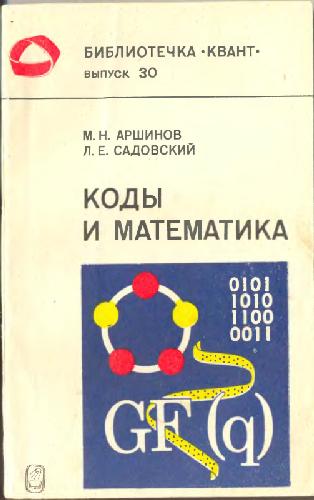 БИБЛИОТЕЧКА •КВАНТ•
ВЫПУСК 30
М. Н. АРШИНОВ
Л. Е. САДОВСКИЙ
КОДЫ
И МАТЕМАТИКА
0101
1010
1100
0011
GF(q)